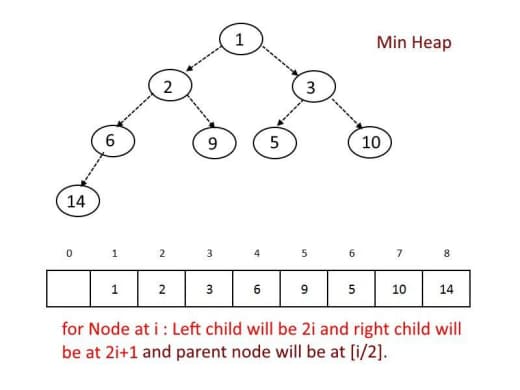 1
Min Heap
2
3
6
9
5
10
14
0 1 2 3 4 5 6 7 8
1 2 3 6 9 5 10 14
for Node at i : Left child will be 2i and right child will
be at 2i+1 and parent node will be at [i/2].